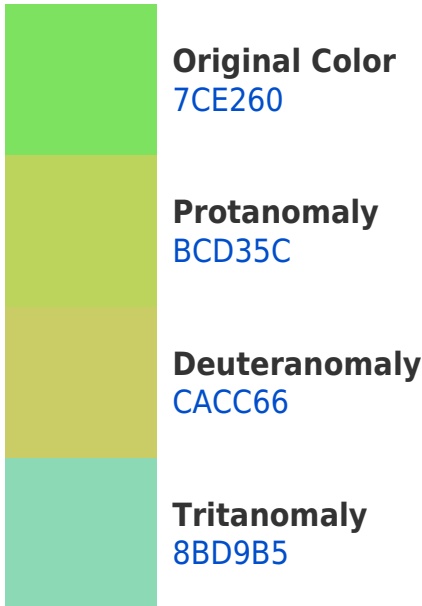 Original Color
7CE260
Protanomaly
BCD35C
Deuteranomaly
CACC66
Tritanomaly
8BD9B5